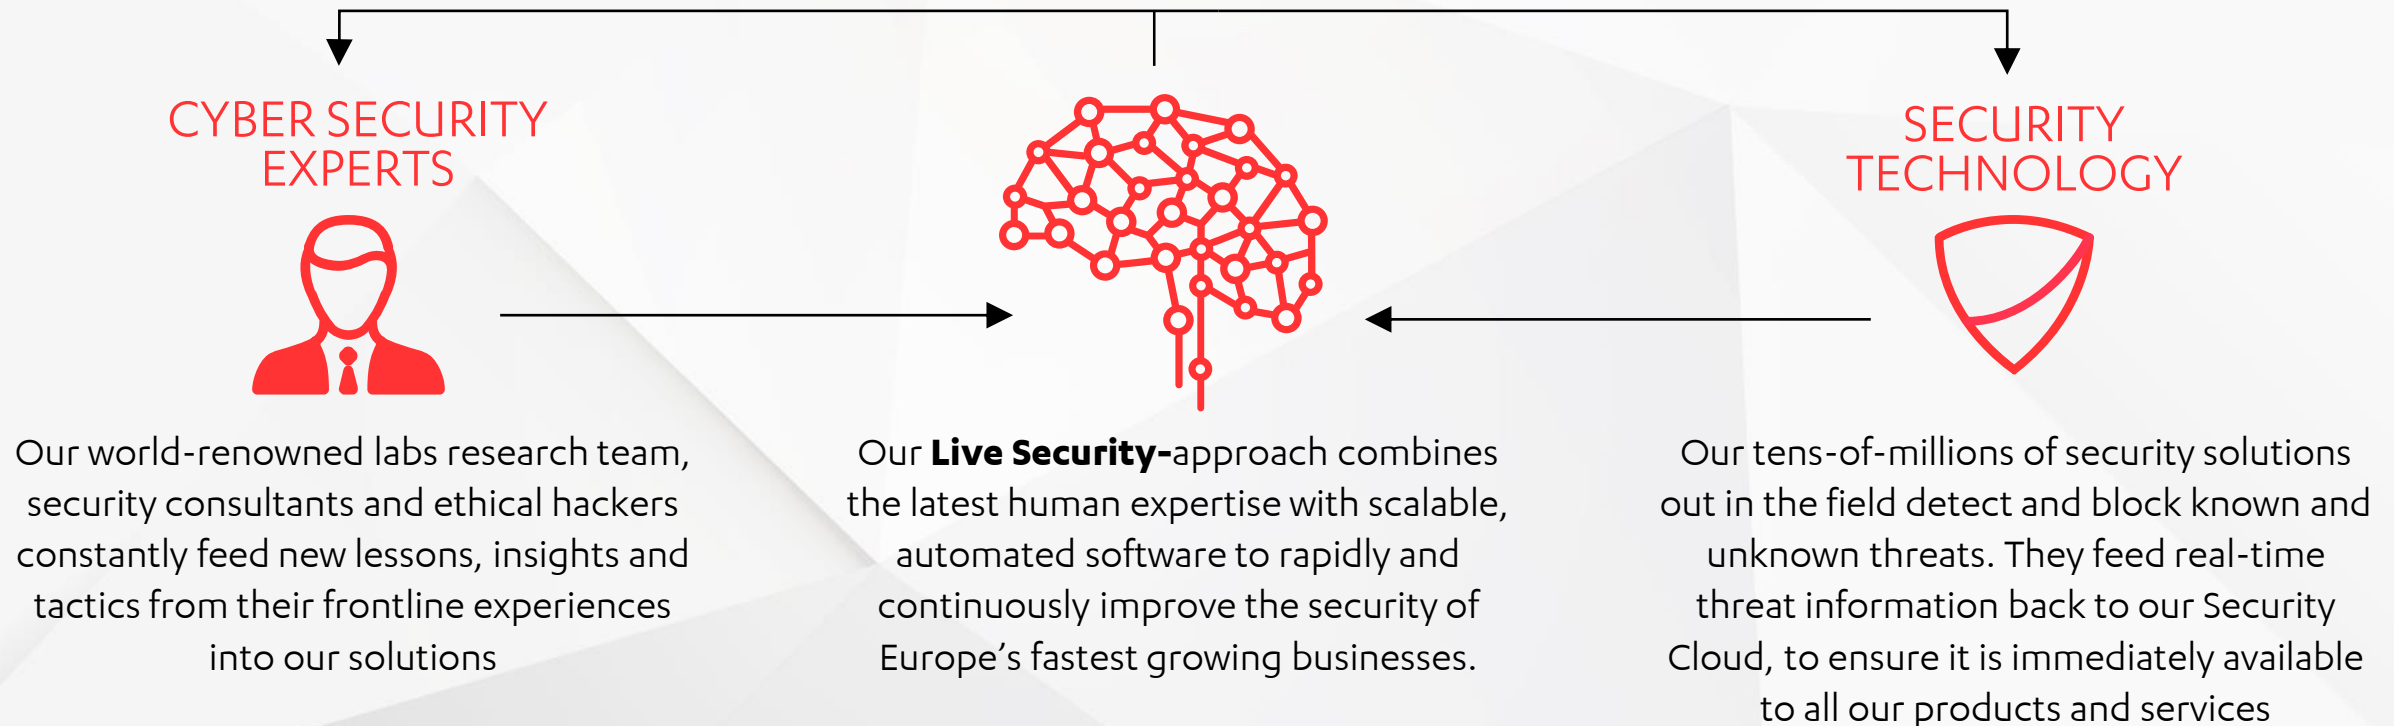 CYBER SECURITY
EXPERTS
Our world-renowned labs research team,
security consultants and ethical hackers
constantly feed new lessons, insights and
tactics from their frontline experiences
into our solutions
Our Live Security-approach combines
the latest human expertise with scalable,
automated software to rapidly and
continuously improve the security of
Europe’s fastest growing businesses.
SECURITY
TECHNOLOGY
Our tens-of-millions of security solutions
out in the field detect and block known and
unknown threats. They feed real-time
threat information back to our Security
Cloud, to ensure it is immediately available
to all our products and services